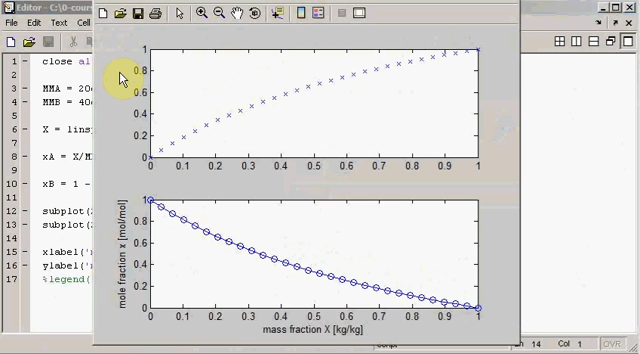 Editor - C:\0-cours
File Edit Text Cell
1 - close al
3 - MMA = 20
4 - MMB = 40
6 - X = lins
8 - xA = X/M
10 - xB = 1 -
12 - subplot(
13 - subplot(
15 - xlabel('
16 - ylabel('
17 %legend('
1
0.8
0.6
0.4
0.2
0
0 0.1 0.2 0.3 0.4 0.5 0.6 0.7 0.8 0.9 1
1
0.8
0.6
0.4
0.2
0
mole fraction x [mol/mol]
0 0.1 0.2 0.3 0.4 0.5 0.6 0.7 0.8 0.9 1
mass fraction X [kg/kg]
script Ln 14 Col 1 OVR